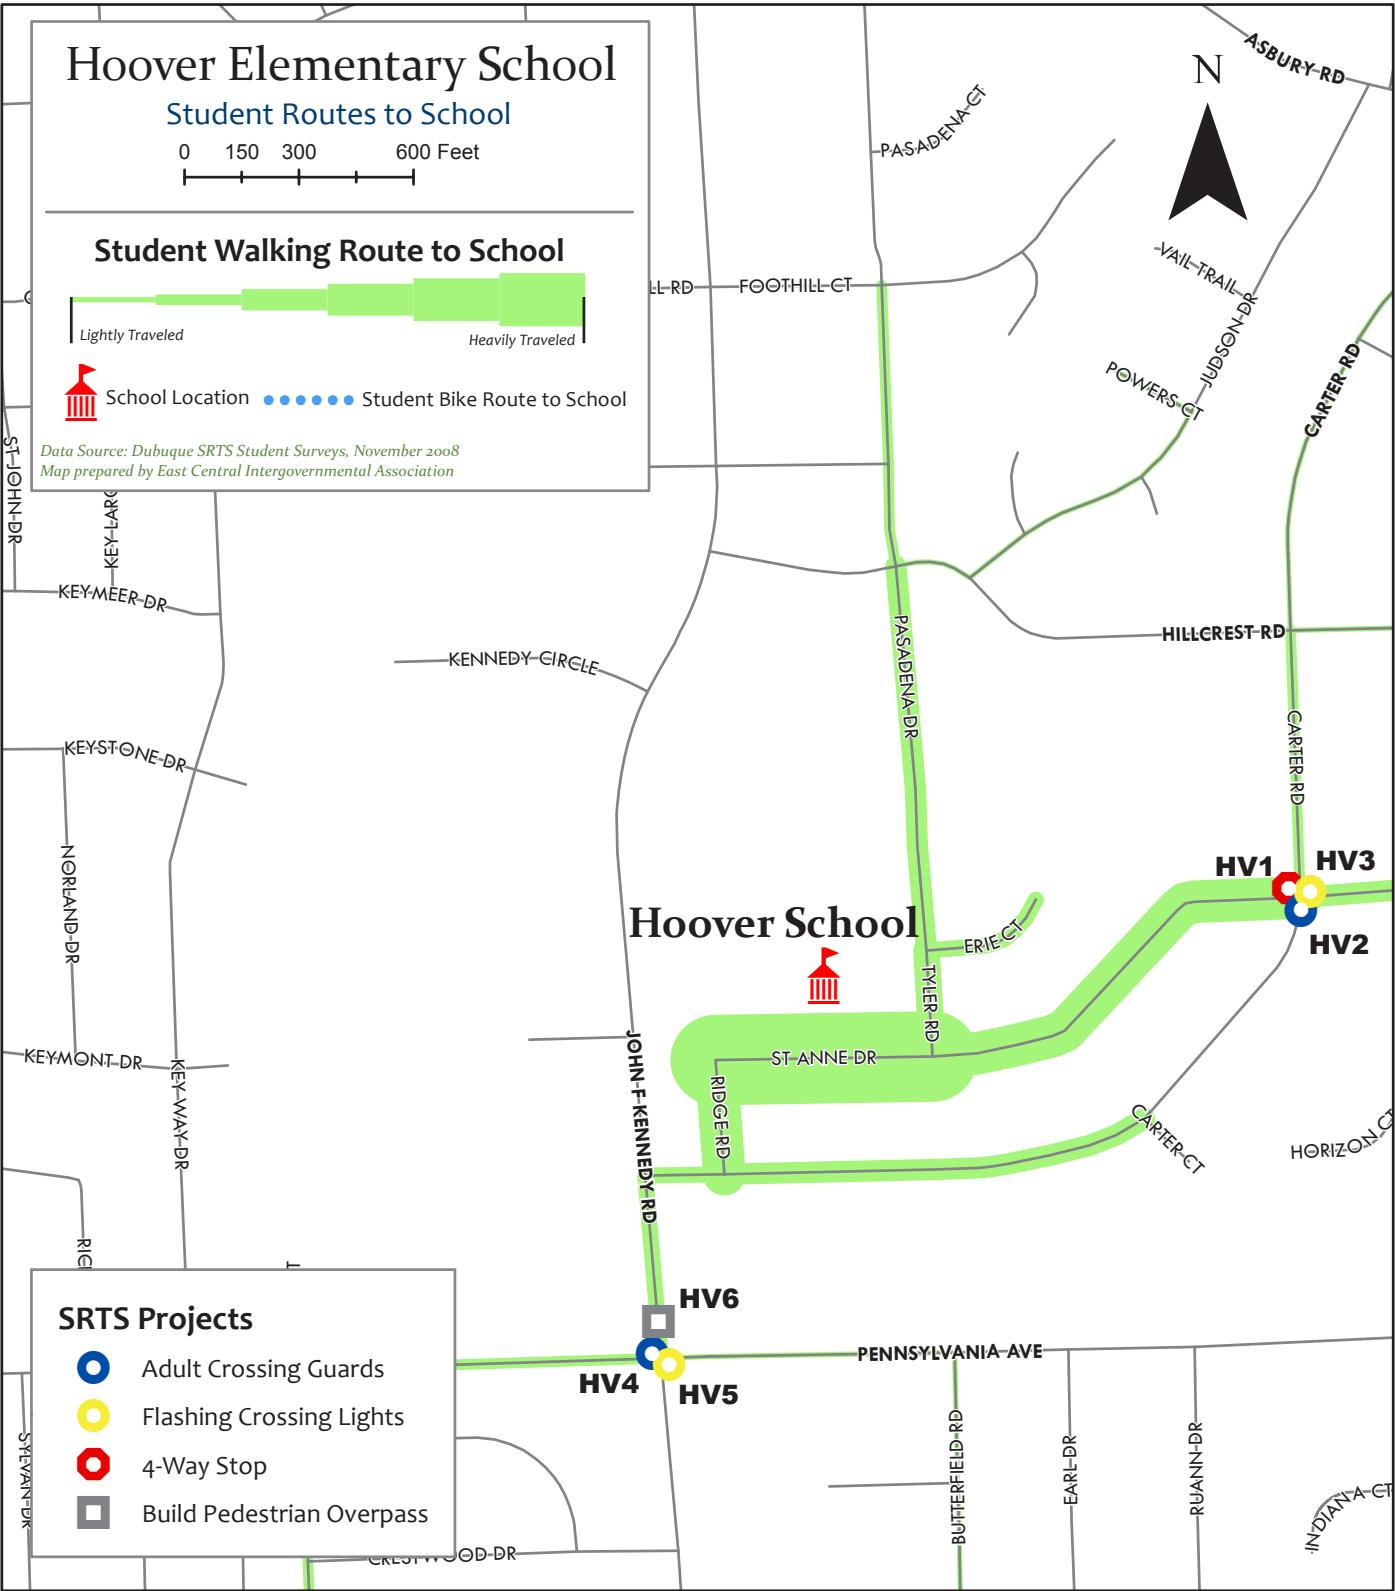 Hoover Elementary School
Student Routes to School
0 150 300 600 Feet
Student Walking Route to School
Lightly Traveled
Heavily Traveled
School Location
Student Bike Route to School
Data Source: Dubuque SRTS Student Surveys, November 2008
Map prepared by East Central Intergovernmental Association
N
ASBURY RD
PASADENA CT
VAIL TRAIL
JUDSON DR
LL RD
FOOTHILL CT
POWERS CT
CARTER RD
ST JOHN DR
KEY LARG
KEYMEER DR
PASADENA DR
HILLCREST RD
KENNEDY CIRCLE
KEYSTONE DR
CARTER RD
NORLAND DR
HV1
HV3
HV2
Hoover School
ERIE CT
TYLER RD
JOHN F KENNEDY RD
ST ANNE DR
KEYMONT DR
KEY WAY DR
RIDGE RD
CARTER CT
HORIZON CT
RIC
T
HV6
PENNSYLVANIA AVE
HV4
HV5
SRTS Projects
Adult Crossing Guards
Flashing Crossing Lights
4-Way Stop
Build Pedestrian Overpass
SYLVAN DR
BUTTERFIELD RD
EARL DR
RUANN DR
INDIANA CT
CRESTWOOD DR